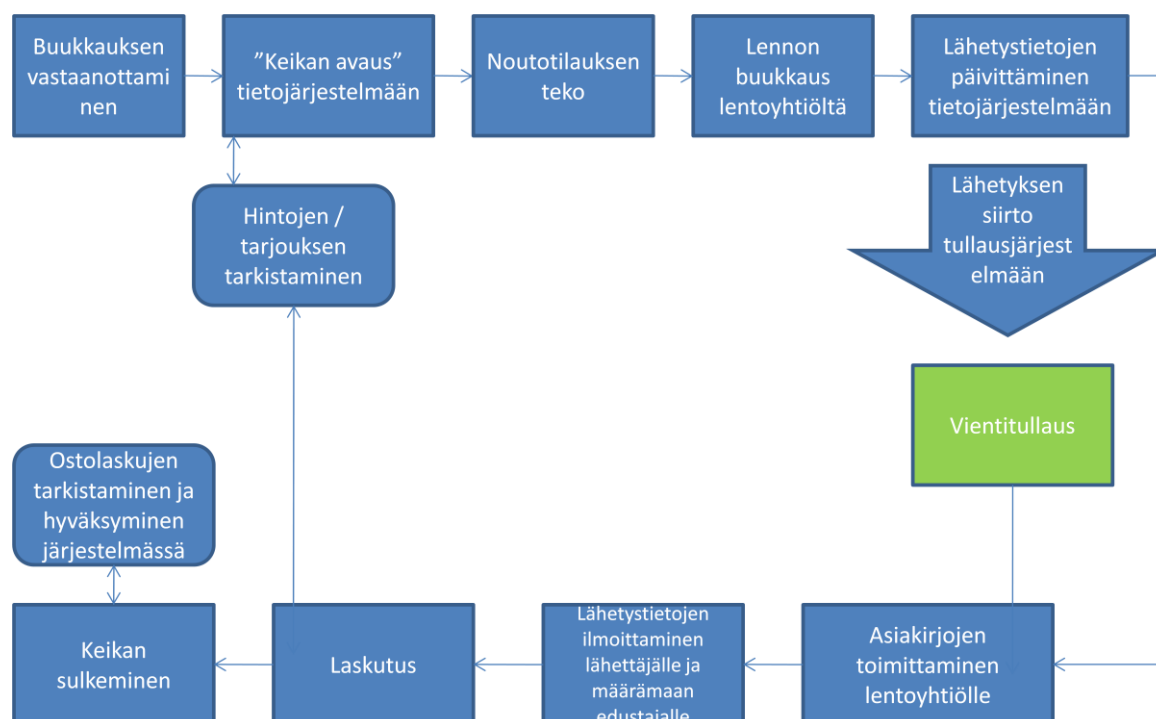 Buukkauksen
vastaanottami
nen
”Keikan avaus”
tietojärjestelmään
Noutotilauksen
teko
Lennon
buukkaus
lentoyhtiöltä
Lähetystietojen
päivittäminen
tietojärjestelmään
Hintojen /
tarjouksen
tarkistaminen
Lähetyksen
siirto
tullausjärjest
elmään
Vientitullaus
Ostolaskujen
tarkistaminen ja
hyväksyminen
järjestelmässä
Keikan
sulkeminen
Laskutus
Lähetystietojen
ilmoittaminen
lähettäjälle ja
määrämaan
edustajalle
Asiakirjojen
toimittaminen
lentoyhtiölle